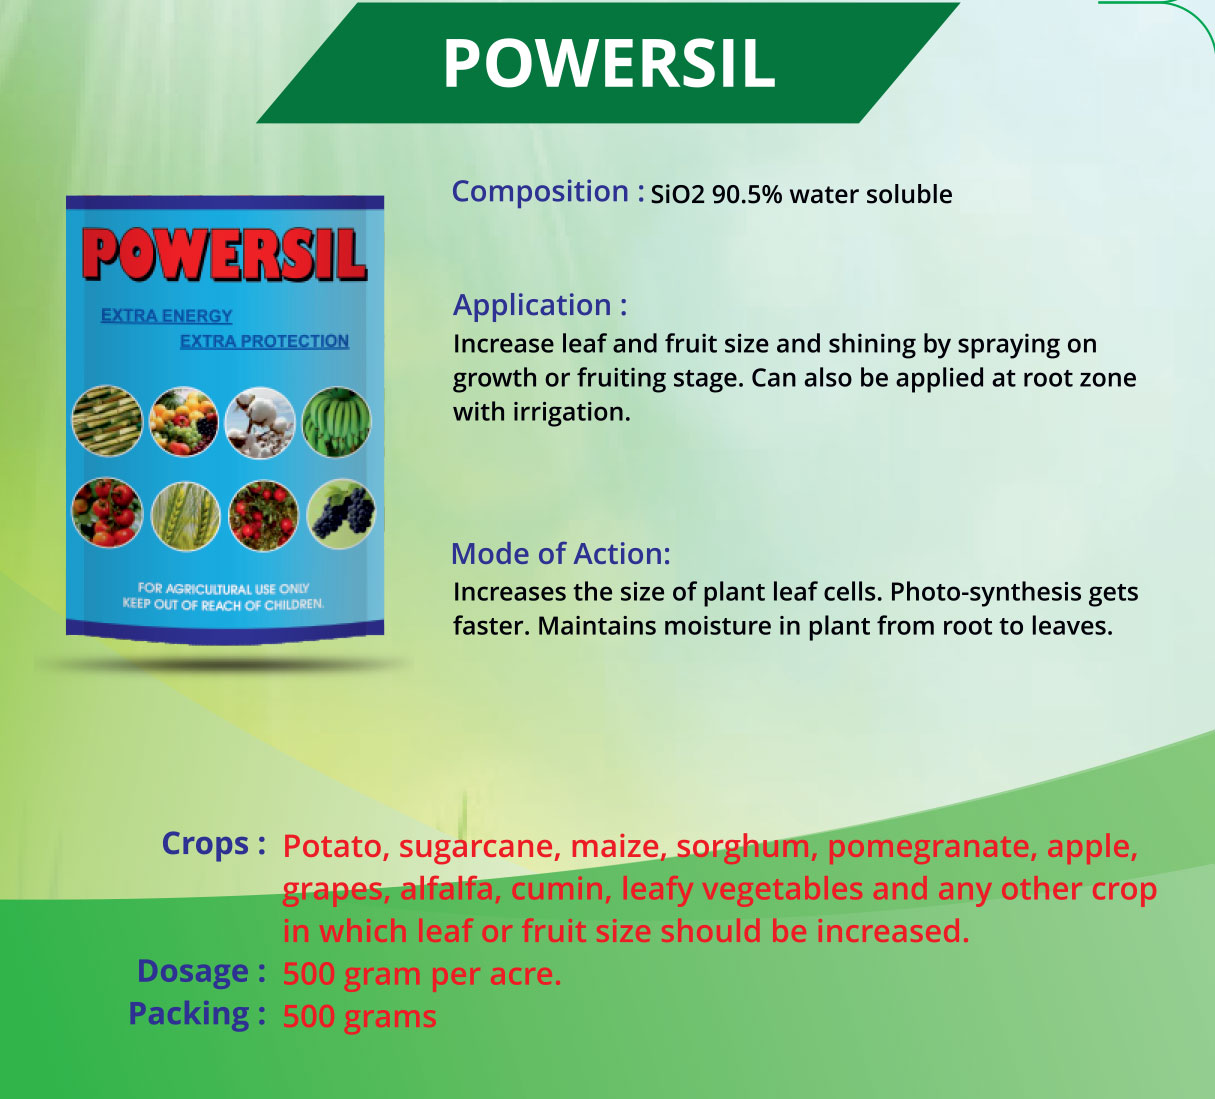 POWERSIL
Composition : SiO2 90.5% water soluble
POWERSIL
EXTRA ENERGY
EXTRA PROTECTION
FOR AGRICULTURAL USE ONLY
KEEP OUT OF REACH OF CHILDREN.
Application :
Increase leaf and fruit size and shining by spraying on
growth or fruiting stage. Can also be applied at root zone
with irrigation.
Mode of Action:
Increases the size of plant leaf cells. Photo-synthesis gets
faster. Maintains moisture in plant from root to leaves.
Crops : Potato, sugarcane, maize, sorghum, pomegranate, apple,
grapes, alfalfa, cumin, leafy vegetables and any other crop
in which leaf or fruit size should be increased.
Dosage : 500 gram per acre.
Packing : 500 grams